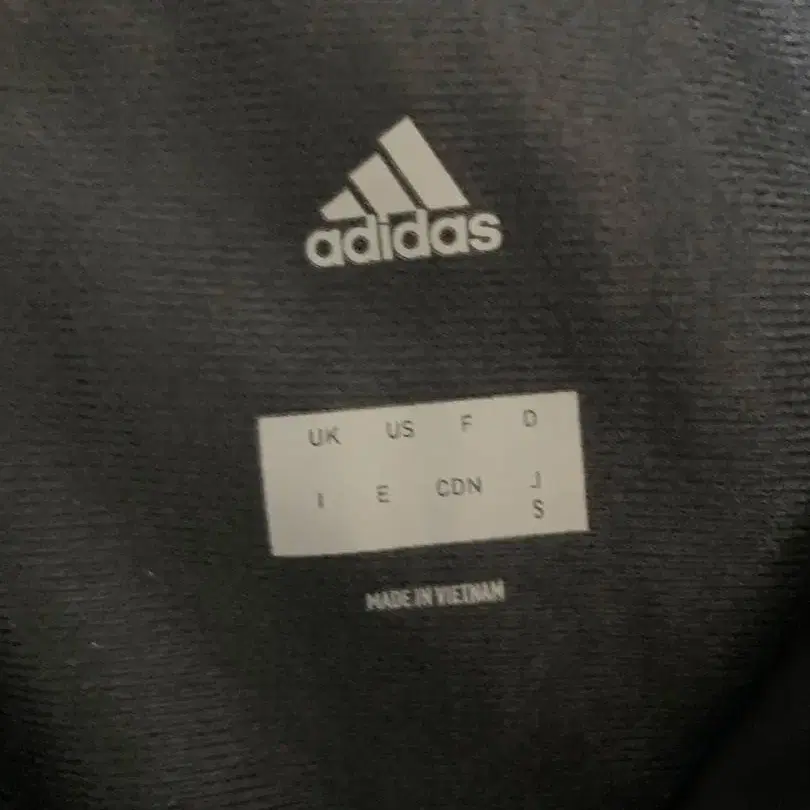 adidas
UK US F D
I E CDN J
S
MADE IN VIETNAM